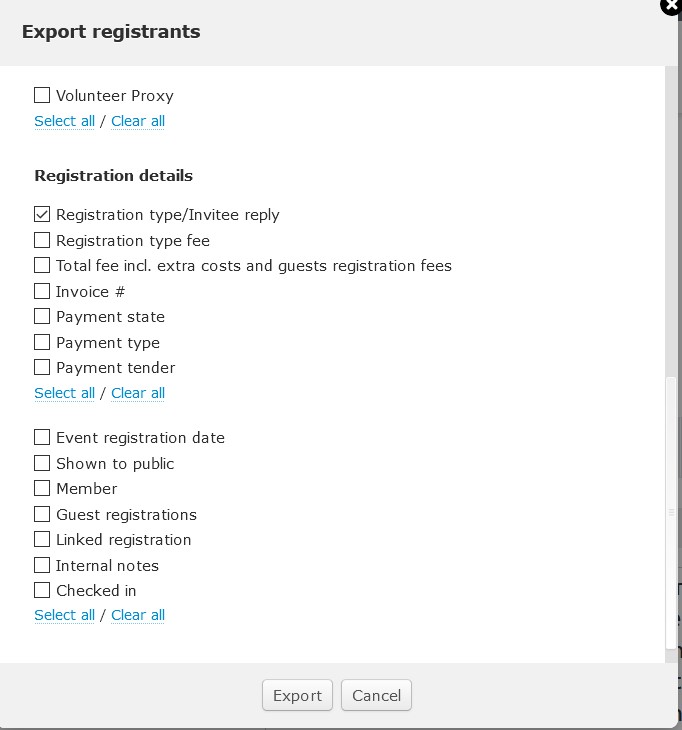 Export registrants
Volunteer Proxy
Select all / Clear all
Registration details
Registration type/Invitee reply
Registration type fee
Total fee incl. extra costs and guests registration fees
Invoice #
Payment state
Payment type
Payment tender
Select all / Clear all
Event registration date
Shown to public
Member
Guest registrations
Linked registration
Internal notes
Checked in
Select all / Clear all
Export Cancel